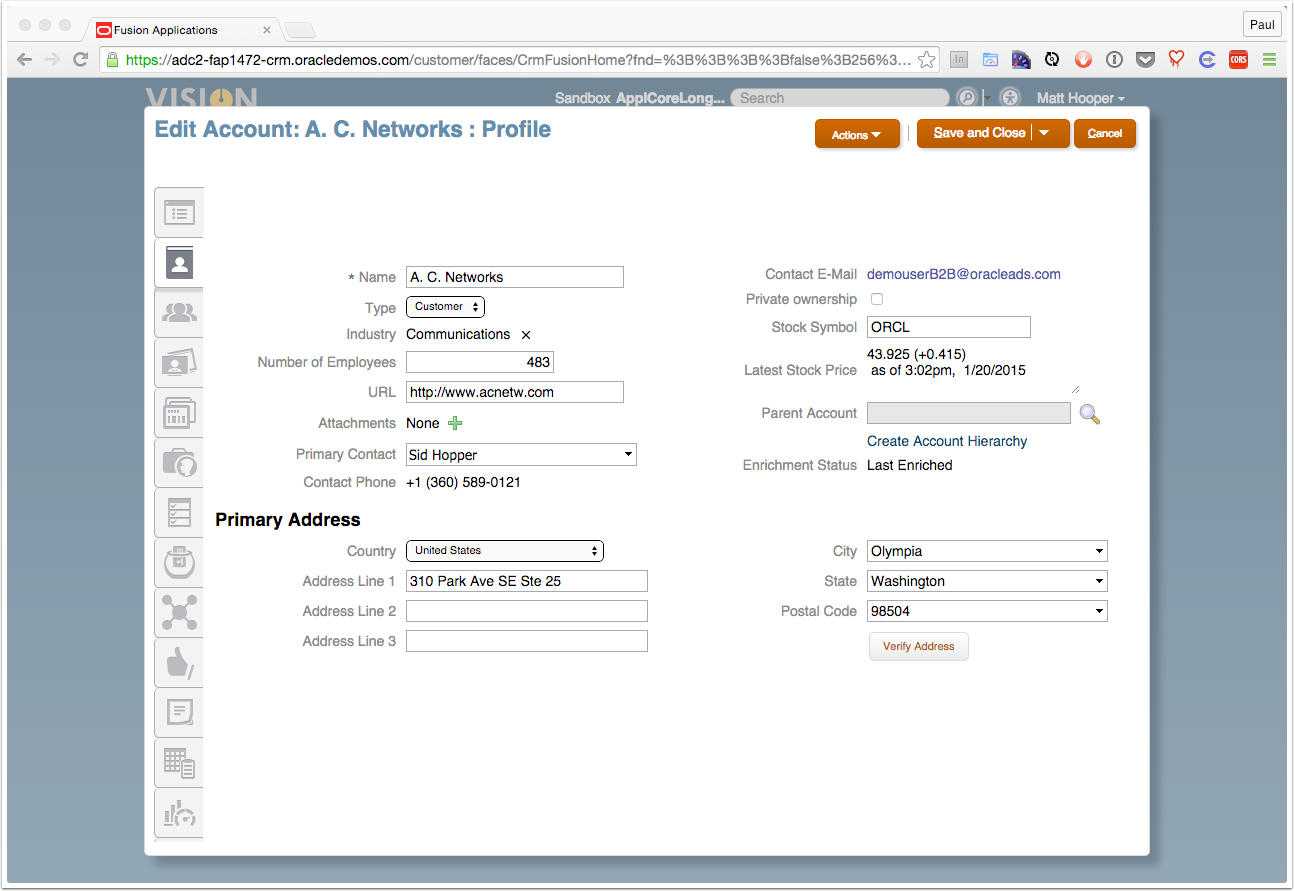 Fusion Applications
Paul
https://adc2-fap1472-crm.oracledemos.com/customer/faces/CrmFusionHome?fnd=%3B%3B%3B%3Bfalse%3B256%3...
In
CORS
VISION
Sandbox ApplCoreLong...
Search
Matt Hooper
Edit Account: A. C. Networks : Profile
Actions
Save and Close
Cancel
* Name A. C. Networks
Type Customer
Industry Communications
Number of Employees 483
URL http://www.acnetw.com
Attachments None
Primary Contact Sid Hopper
Contact Phone +1 (360) 589-0121
Contact E-Mail demouserB2B@oracleads.com
Private ownership
Stock Symbol ORCL
Latest Stock Price 43.925 (+0.415)
as of 3:02pm, 1/20/2015
Parent Account
Create Account Hierarchy
Enrichment Status Last Enriched
Primary Address
Country United States
Address Line 1 310 Park Ave SE Ste 25
Address Line 2
Address Line 3
City Olympia
State Washington
Postal Code 98504
Verify Address